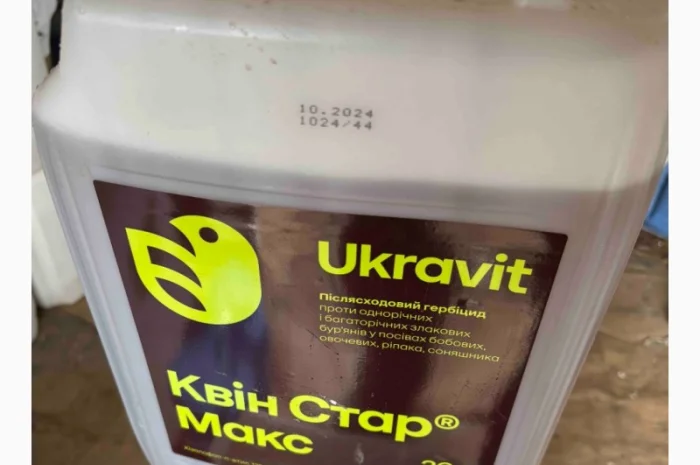 10.2024
1024/44
Ukravit
Післясходовий гербіцид
проти однорічних
і багаторічних злакових
бур'янів у посівах бобових,
овочевих, ріпака, соняшника
Квін Стар®
Макс